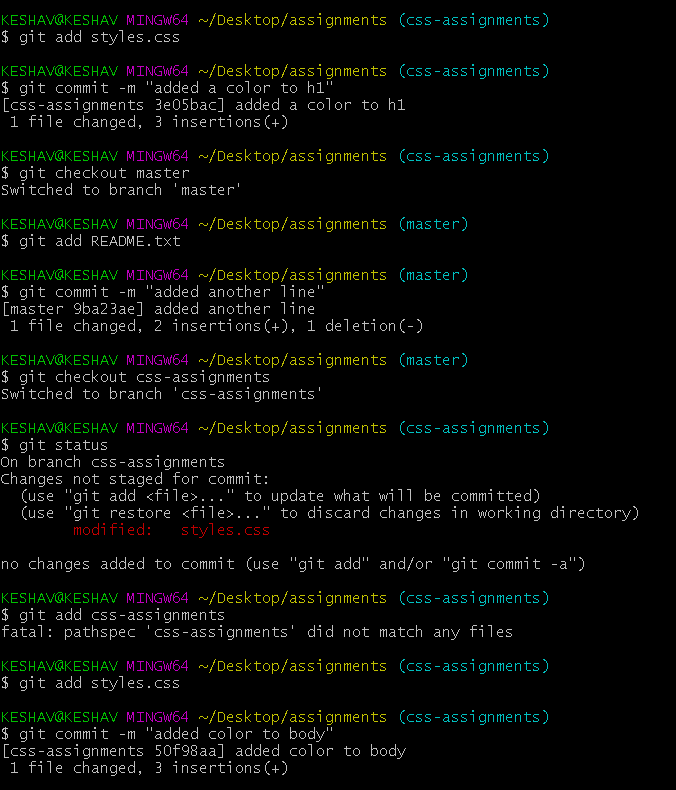 KESHAV@KESHAV MINGW64 ~/Desktop/assignments (css-assignments)
$ git add styles.css
KESHAV@KESHAV MINGW64 ~/Desktop/assignments (css-assignments)
$ git commit -m "added a color to h1"
[css-assignments 3e05bac] added a color to h1
 1 file changed, 3 insertions(+)
KESHAV@KESHAV MINGW64 ~/Desktop/assignments (css-assignments)
$ git checkout master
Switched to branch 'master'
KESHAV@KESHAV MINGW64 ~/Desktop/assignments (master)
$ git add README.txt
KESHAV@KESHAV MINGW64 ~/Desktop/assignments (master)
$ git commit -m "added another line"
[master 9ba23ae] added another line
 1 file changed, 2 insertions(+), 1 deletion(-)
KESHAV@KESHAV MINGW64 ~/Desktop/assignments (master)
$ git checkout css-assignments
Switched to branch 'css-assignments'
KESHAV@KESHAV MINGW64 ~/Desktop/assignments (css-assignments)
$ git status
On branch css-assignments
Changes not staged for commit:
  (use "git add <file>..." to update what will be committed)
  (use "git restore <file>..." to discard changes in working directory)
        modified:   styles.css
no changes added to commit (use "git add" and/or "git commit -a")
KESHAV@KESHAV MINGW64 ~/Desktop/assignments (css-assignments)
$ git add css-assignments
fatal: pathspec 'css-assignments' did not match any files
KESHAV@KESHAV MINGW64 ~/Desktop/assignments (css-assignments)
$ git add styles.css
KESHAV@KESHAV MINGW64 ~/Desktop/assignments (css-assignments)
$ git commit -m "added color to body"
[css-assignments 50f98aa] added color to body
 1 file changed, 3 insertions(+)